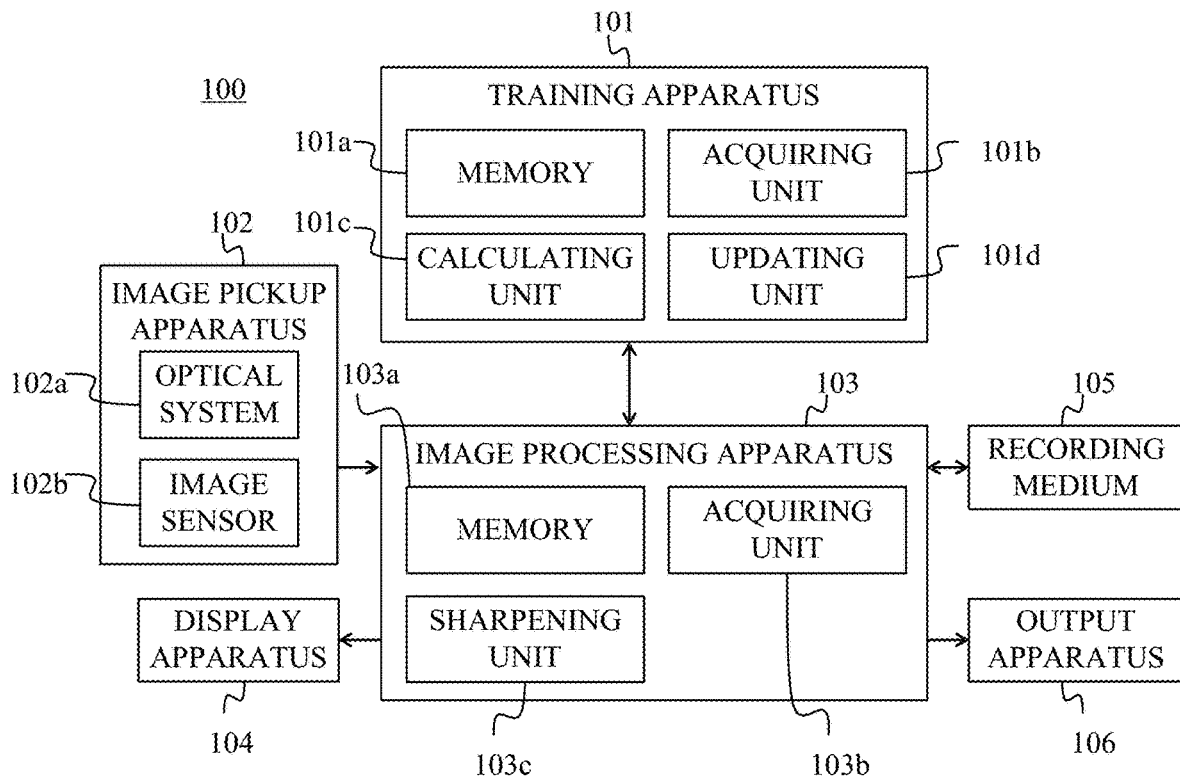 101
100
TRAINING APPARATUS
101a
MEMORY
ACQUIRING
UNIT
101b
101c
CALCULATING
UNIT
UPDATING
UNIT
101d
102
IMAGE PICKUP
APPARATUS
102a
OPTICAL
SYSTEM
102b
IMAGE
SENSOR
103a
103
IMAGE PROCESSING APPARATUS
MEMORY
ACQUIRING
UNIT
SHARPENING
UNIT
105
RECORDING
MEDIUM
DISPLAY
APPARATUS
104
OUTPUT
APPARATUS
106
103c
103b